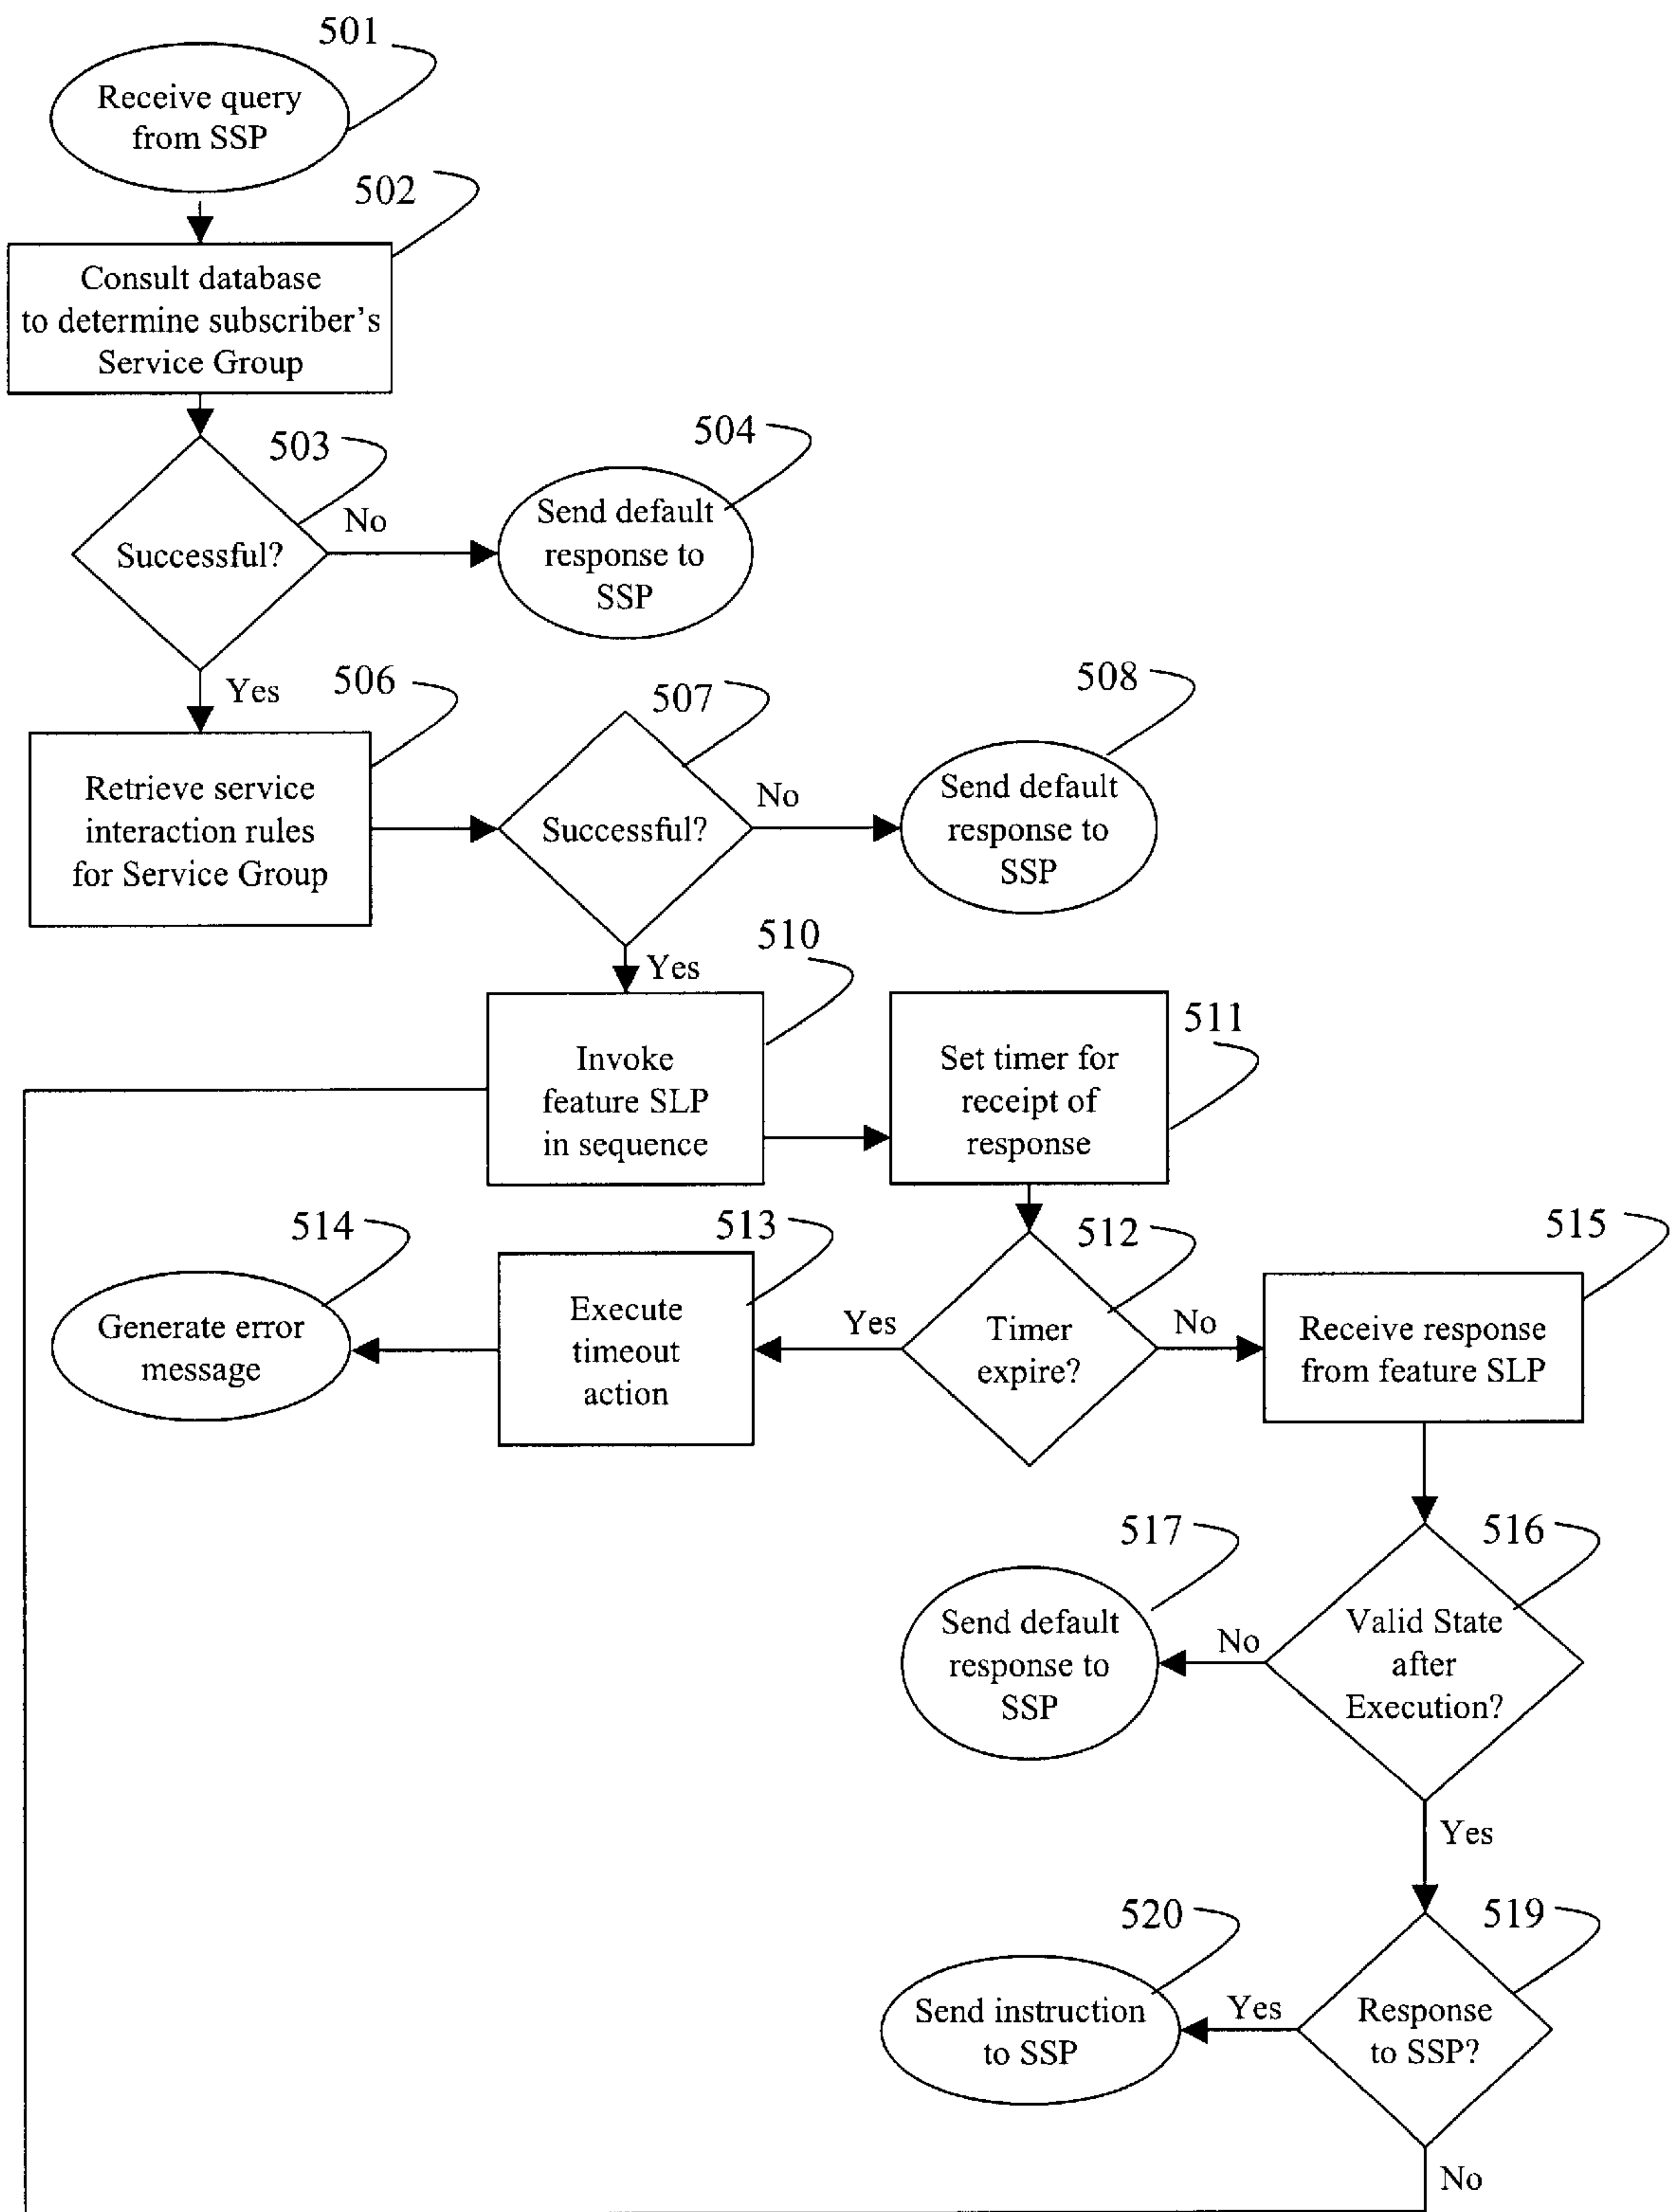 501
Receive query
from SSP
502
Consult database
to determine subscriber's
Service Group
503
Successful?
No
504
Send default
response to
SSP
Yes
506
Retrieve service
interaction rules
for Service Group
507
Successful?
No
508
Send default
response to
SSP
Yes
510
Invoke
feature SLP
in sequence
511
Set timer for
receipt of
response
512
Timer
expire?
Yes
513
Execute
timeout
action
514
Generate error
message
No
515
Receive response
from feature SLP
516
Valid State
after
Execution?
No
517
Send default
response to
SSP
Yes
519
Response
to SSP?
Yes
520
Send instruction
to SSP
No